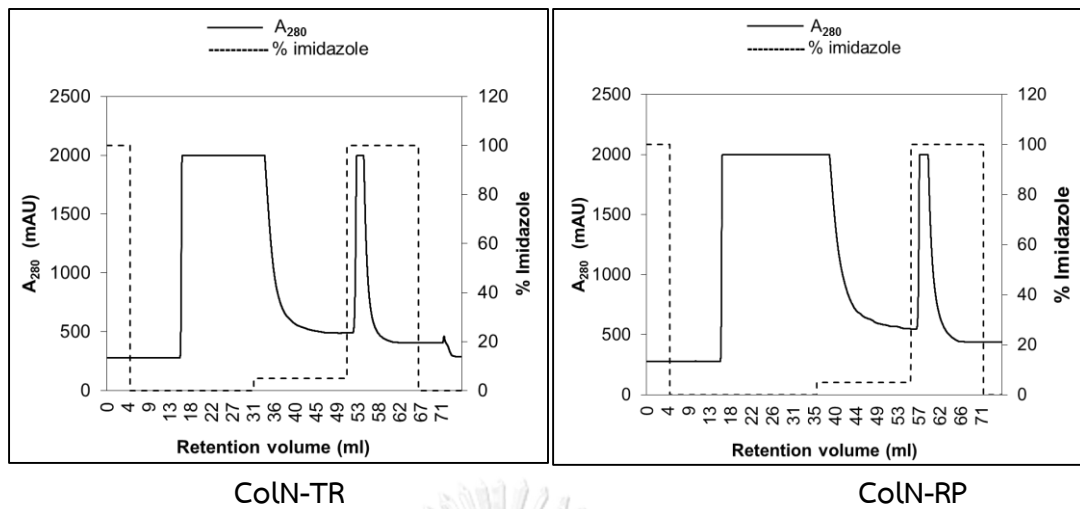 A280
% imidazole
2500
2000
1500
1000
500
0
A280 (mAU)
120
100
80
60
40
20
0
% Imidazole
0 4 9 13 18 22 27 31 36 40 45 49 53 58 62 67 71
Retention volume (ml)
ColN-TR
A280
% imidazole
2500
2000
1500
1000
500
0
A280 (mAU)
120
100
80
60
40
20
0
% Imidazole
0 4 9 13 18 22 26 31 35 40 44 49 53 57 62 66 71
Retention volume (ml)
ColN-RP